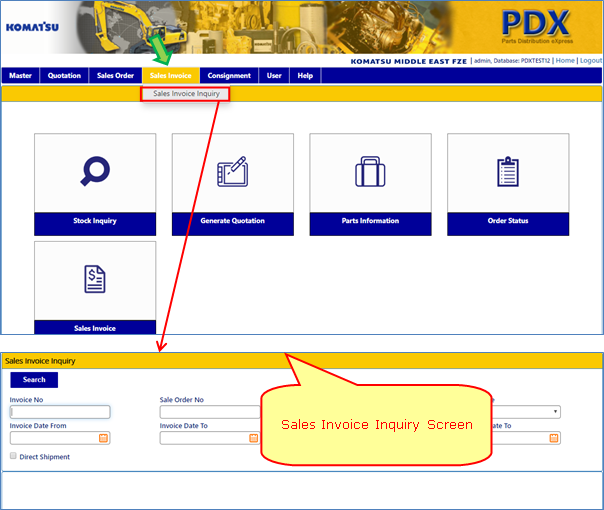 KOMATSU
PDX
Parts Distribution eXpress
KOMATSU MIDDLE EAST FZE | admin, Database: PDXTEST12 | Home | Logout
Master Quotation Sales Order Sales Invoice Consignment User Help
Sales Invoice Inquiry
Stock Inquiry Generate Quotation Parts Information Order Status
Sales Invoice
Sales Invoice Inquiry
Search
Invoice No Sale Order No
Invoice Date From Invoice Date To te To
Direct Shipment
Sales Invoice Inquiry Screen